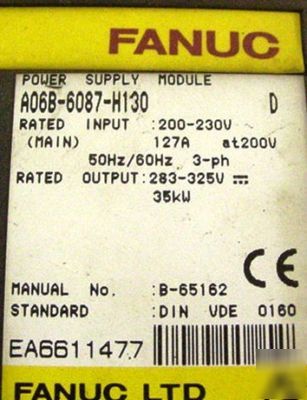 FANUC
POWER SUPPLY MODULE
A06B-6087-H130 D
RATED INPUT :200-230V
(MAIN) 127A at200V
50Hz/60Hz 3-ph
RATED OUTPUT:283-325V ⎓
35kW
CE
MANUAL No. :B-65162
STANDARD :DIN VDE 0160
EA6611477
FANUC LTD